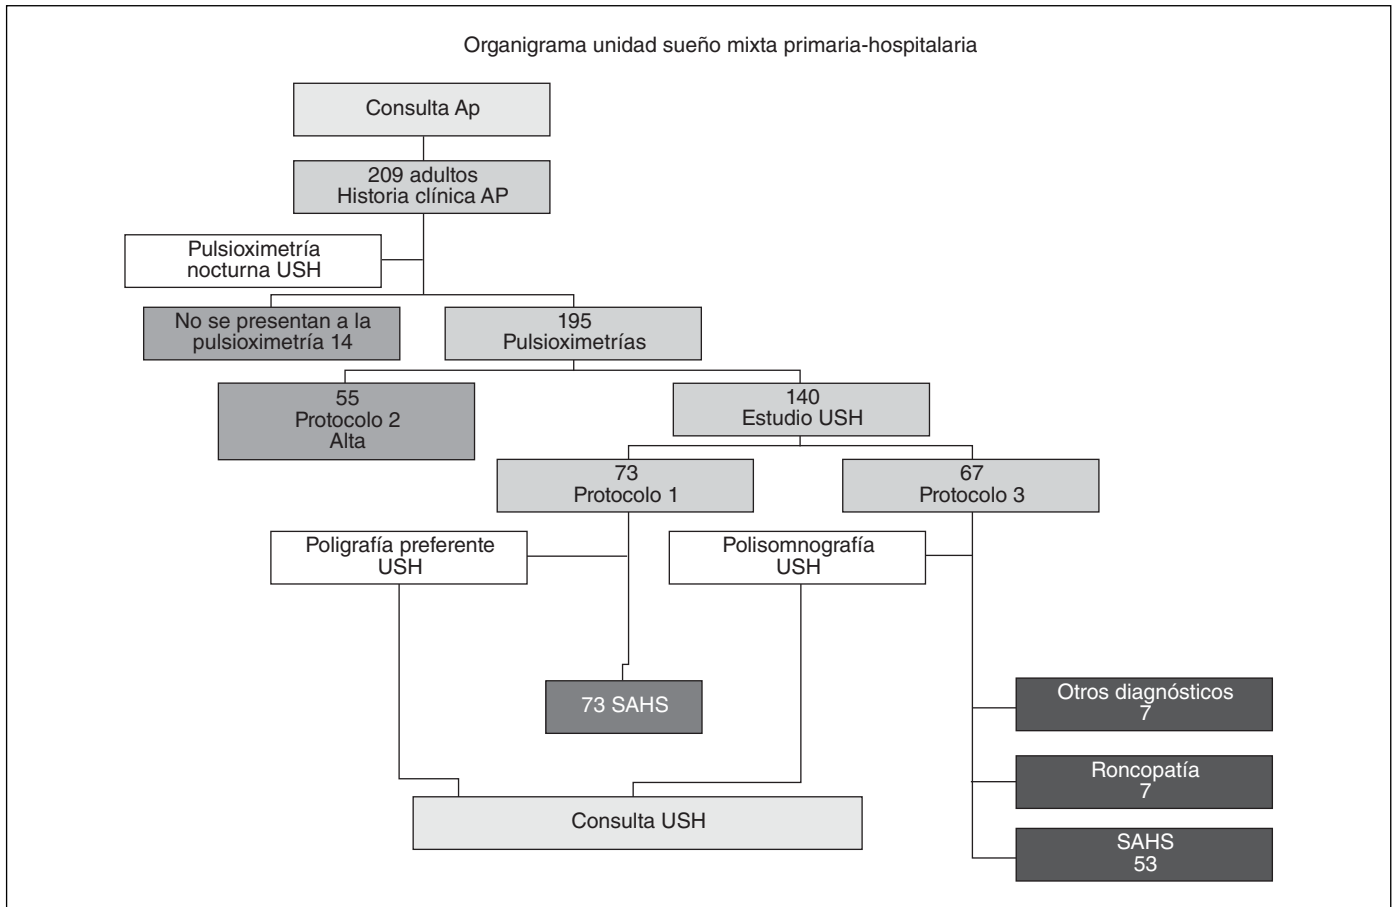 Organigrama unidad sueño mixta primaria-hospitalaria
Consulta Ap
209 adultos
Historia clínica AP
Pulsioximetría
nocturna USH
No se presentan a la
pulsioximetría 14
195
Pulsioximetrías
55
Protocolo 2
Alta
140
Estudio USH
73
Protocolo 1
67
Protocolo 3
Poligrafía preferente
USH
Polisomnografía
USH
73 SAHS
Otros diagnósticos
7
Roncopatía
7
SAHS
53
Consulta USH